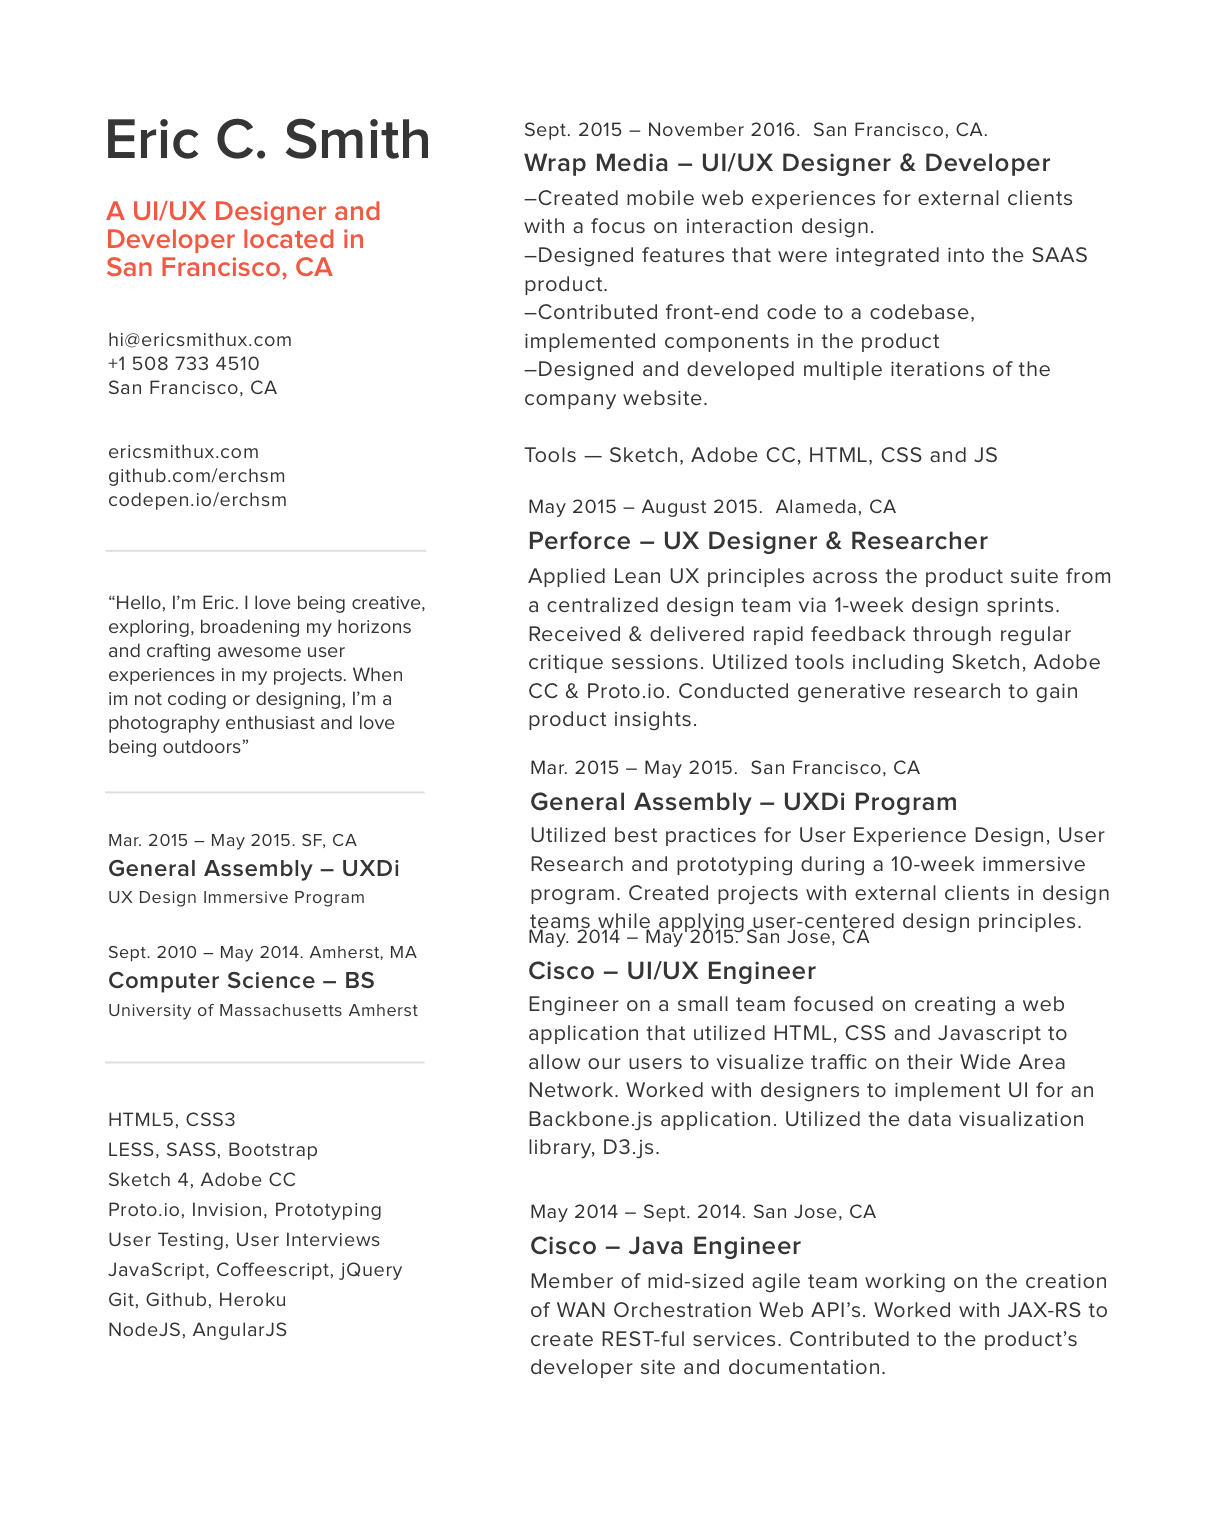 Eric C. Smith
A UI/UX Designer and
Developer located in
San Francisco, CA
hi@ericsmithux.com
+1 508 733 4510
San Francisco, CA
ericsmithux.com
github.com/erchsm
codepen.io/erchsm
“Hello, I’m Eric. I love being creative,
exploring, broadening my horizons
and crafting awesome user
experiences in my projects. When
im not coding or designing, I’m a
photography enthusiast and love
being outdoors”
Mar. 2015 – May 2015. SF, CA
General Assembly – UXDi
UX Design Immersive Program
Sept. 2010 – May 2014. Amherst, MA
Computer Science – BS
University of Massachusetts Amherst
HTML5, CSS3
LESS, SASS, Bootstrap
Sketch 4, Adobe CC
Proto.io, Invision, Prototyping
User Testing, User Interviews
JavaScript, Coffeescript, jQuery
Git, Github, Heroku
NodeJS, AngularJS
Sept. 2015 – November 2016.  San Francisco, CA.
Wrap Media – UI/UX Designer & Developer
–Created mobile web experiences for external clients
with a focus on interaction design.
–Designed features that were integrated into the SAAS
product.
–Contributed front-end code to a codebase,
implemented components in the product
–Designed and developed multiple iterations of the
company website.
Tools — Sketch, Adobe CC, HTML, CSS and JS
May 2015 – August 2015.  Alameda, CA
Perforce – UX Designer & Researcher
Applied Lean UX principles across the product suite from
a centralized design team via 1-week design sprints.
Received & delivered rapid feedback through regular
critique sessions. Utilized tools including Sketch, Adobe
CC & Proto.io. Conducted generative research to gain
product insights.
Mar. 2015 – May 2015.  San Francisco, CA
General Assembly – UXDi Program
Utilized best practices for User Experience Design, User
Research and prototyping during a 10-week immersive
program. Created projects with external clients in design
teams while applying user-centered design principles.
May. 2014 – May 2015. San Jose, CA
Cisco – UI/UX Engineer
Engineer on a small team focused on creating a web
application that utilized HTML, CSS and Javascript to
allow our users to visualize traffic on their Wide Area
Network. Worked with designers to implement UI for an
Backbone.js application. Utilized the data visualization
library, D3.js.
May 2014 – Sept. 2014. San Jose, CA
Cisco – Java Engineer
Member of mid-sized agile team working on the creation
of WAN Orchestration Web API’s. Worked with JAX-RS to
create REST-ful services. Contributed to the product’s
developer site and documentation.